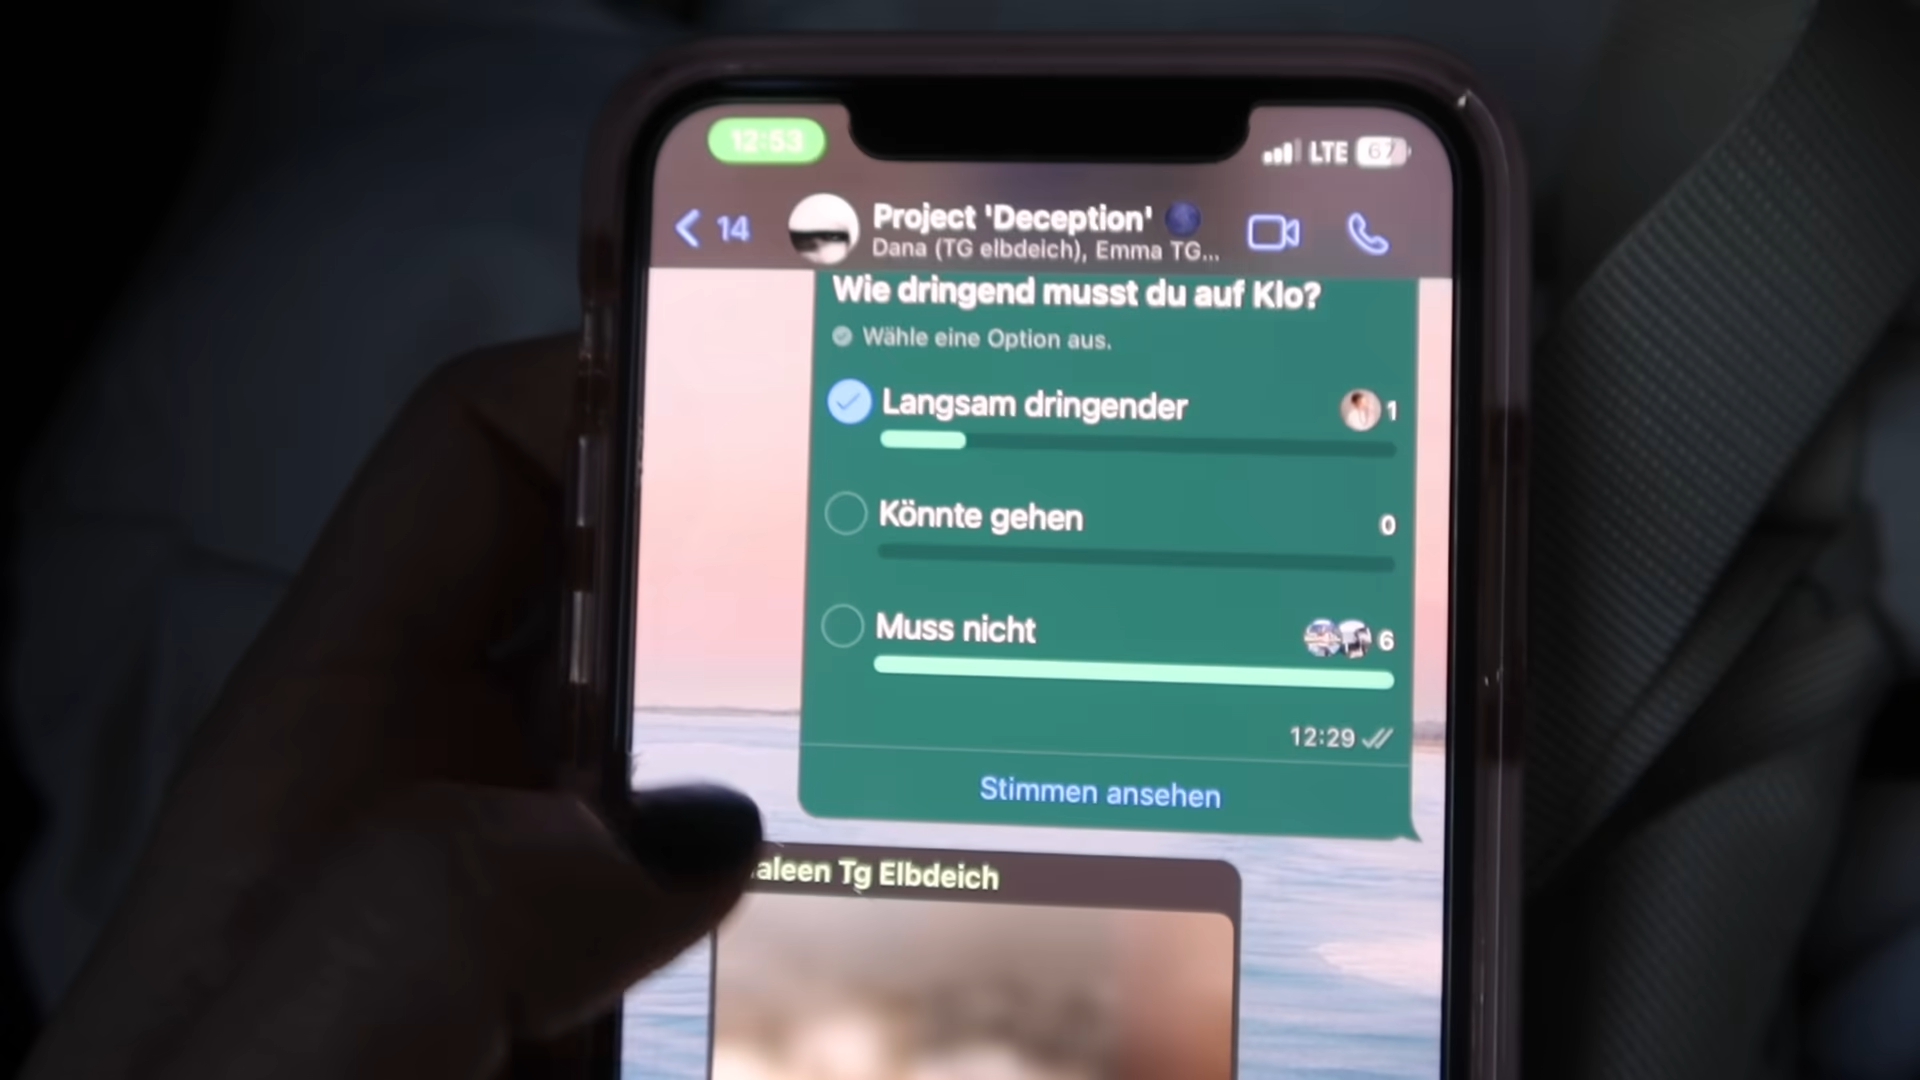 12:53
LTE 67
14
Project 'Deception'
Dana (TG elbdeich), Emma TG...
Wie dringend musst du auf Klo?
Wähle eine Option aus.
Langsam dringender
1
Könnte gehen
0
Muss nicht
6
12:29
Stimmen ansehen
aleen Tg Elbdeich